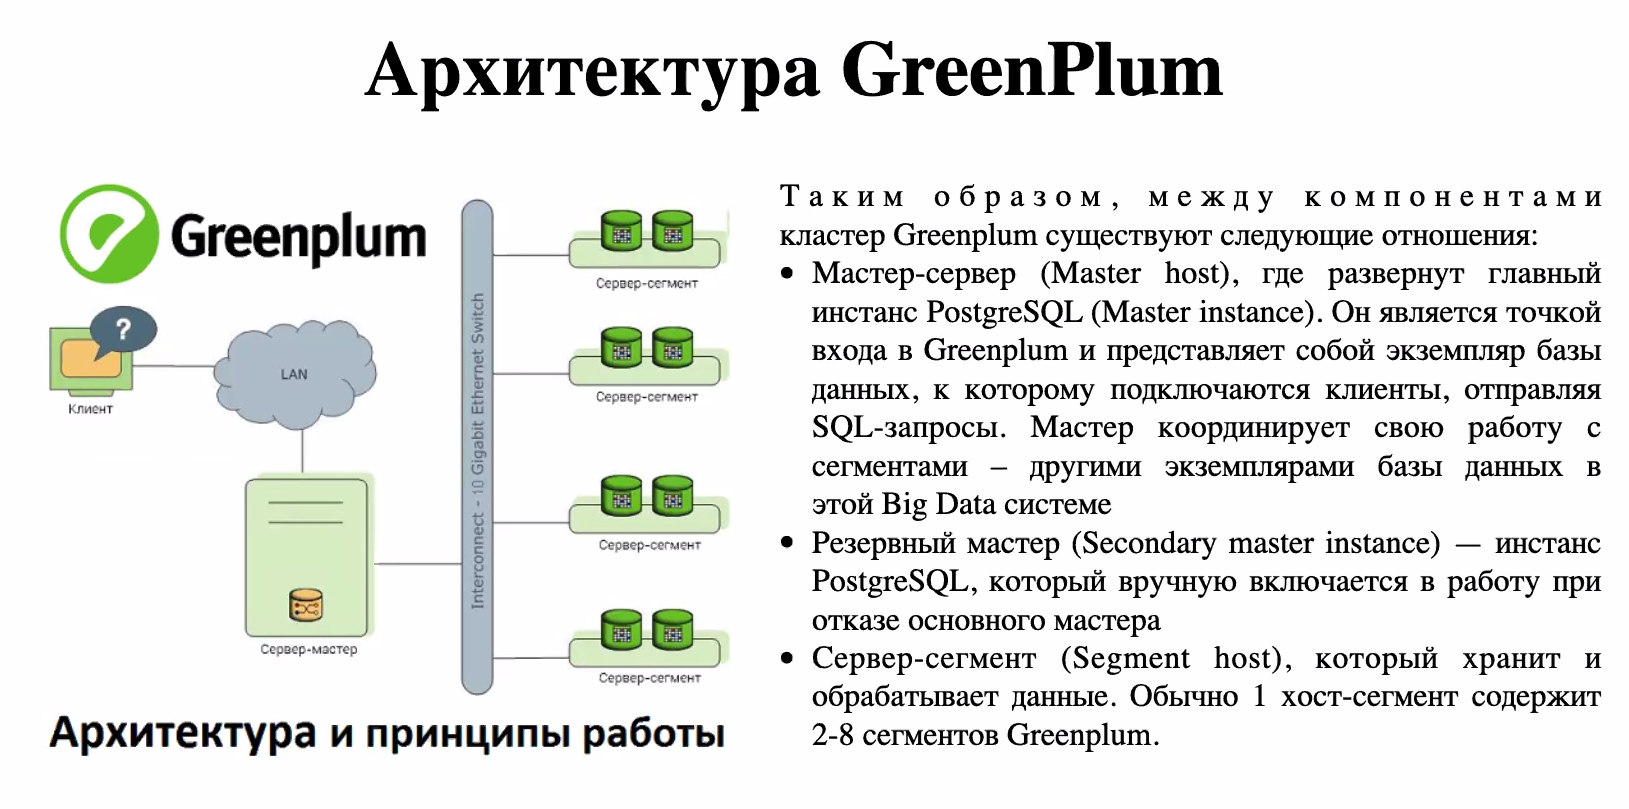 Архитектура GreenPlum
Greenplum
?
Клиент
LAN
Сервер-мастер
Interconnect - 10 Gigabit Ethernet Switch
Сервер-сегмент
Сервер-сегмент
Сервер-сегмент
Сервер-сегмент
Архитектура и принципы работы
Таким образом, между компонентами
кластер Greenplum существуют следующие отношения:
• Мастер-сервер (Master host), где развернут главный
инстанс PostgreSQL (Master instance). Он является точкой
входа в Greenplum и представляет собой экземпляр базы
данных, к которому подключаются клиенты, отправляя
SQL-запросы. Мастер координирует свою работу с
сегментами – другими экземплярами базы данных в
этой Big Data системе
• Резервный мастер (Secondary master instance) — инстанс
PostgreSQL, который вручную включается в работу при
отказе основного мастера
• Сервер-сегмент (Segment host), который хранит и
обрабатывает данные. Обычно 1 хост-сегмент содержит
2-8 сегментов Greenplum.